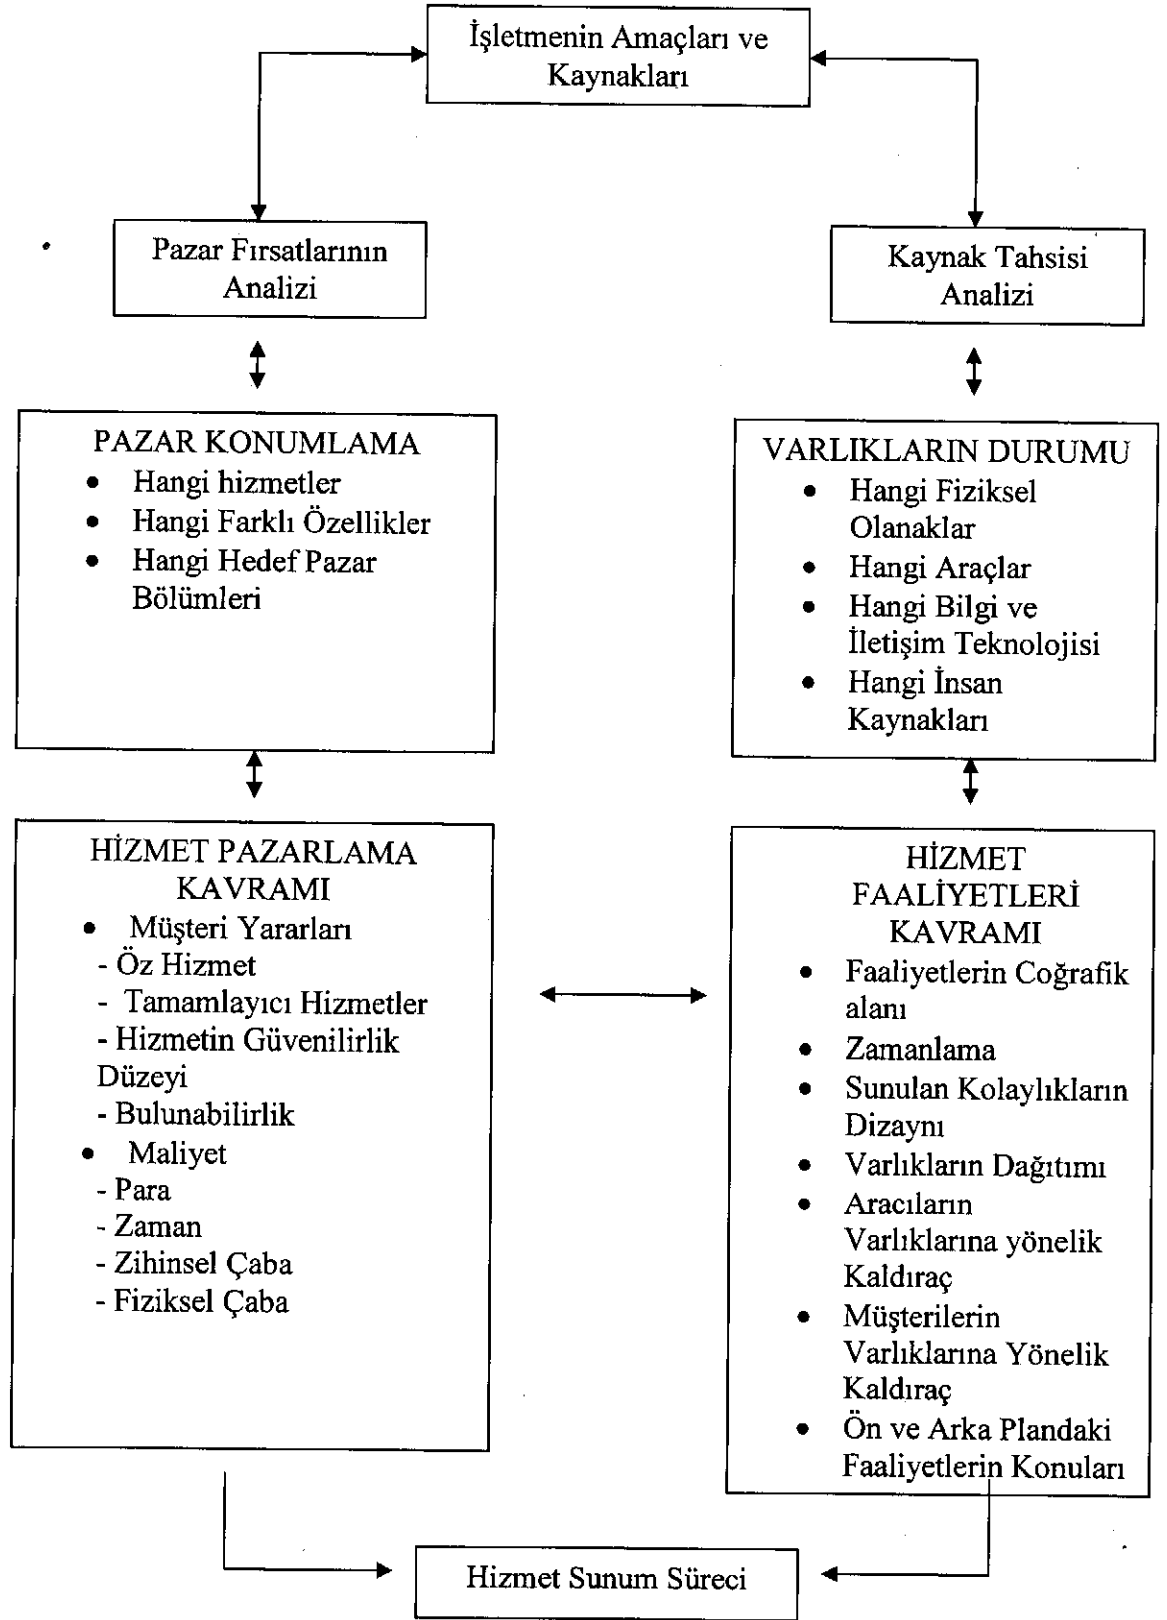 İşletmenin Amaçları ve
Kaynakları
Pazar Fırsatlarının
Analizi
Kaynak Tahsisi
Analizi
PAZAR KONUMLAMA
• Hangi hizmetler
• Hangi Farklı Özellikler
• Hangi Hedef Pazar
Bölümleri
VARLIKLARIN DURUMU
• Hangi Fiziksel
Olanaklar
• Hangi Araçlar
• Hangi Bilgi ve
İletişim Teknolojisi
• Hangi İnsan
Kaynakları
HİZMET PAZARLAMA
KAVRAMI
• Müşteri Yararları
- Öz Hizmet
- Tamamlayıcı Hizmetler
- Hizmetin Güvenilirlik
Düzeyi
- Bulunabilirlik
• Maliyet
- Para
- Zaman
- Zihinsel Çaba
- Fiziksel Çaba
HİZMET
FAALİYETLERİ
KAVRAMI
• Faaliyetlerin Coğrafik
alanı
• Zamanlama
• Sunulan Kolaylıkların
Dizaynı
• Varlıkların Dağıtımı
• Aracıların
Varlıklarına yönelik
Kaldıraç
• Müşterilerin
Varlıklarına Yönelik
Kaldıraç
• Ön ve Arka Plandaki
Faaliyetlerin Konuları
Hizmet Sunum Süreci